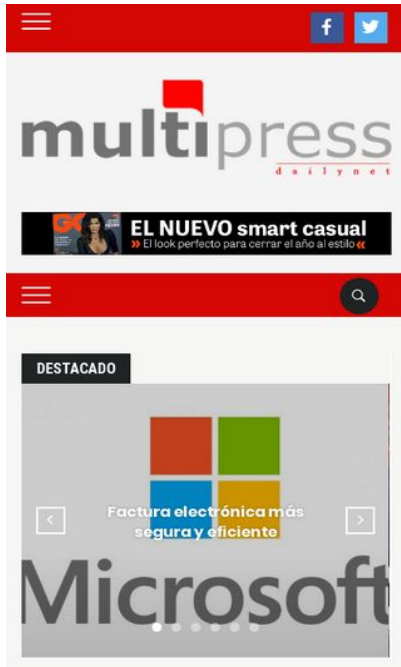 f
multipress
dailynet
GQ
EL NUEVO smart casual
» El look perfecto para cerrar el año al estilo «
DESTACADO
Factura electrónica más
segura y eficiente
Microsoft